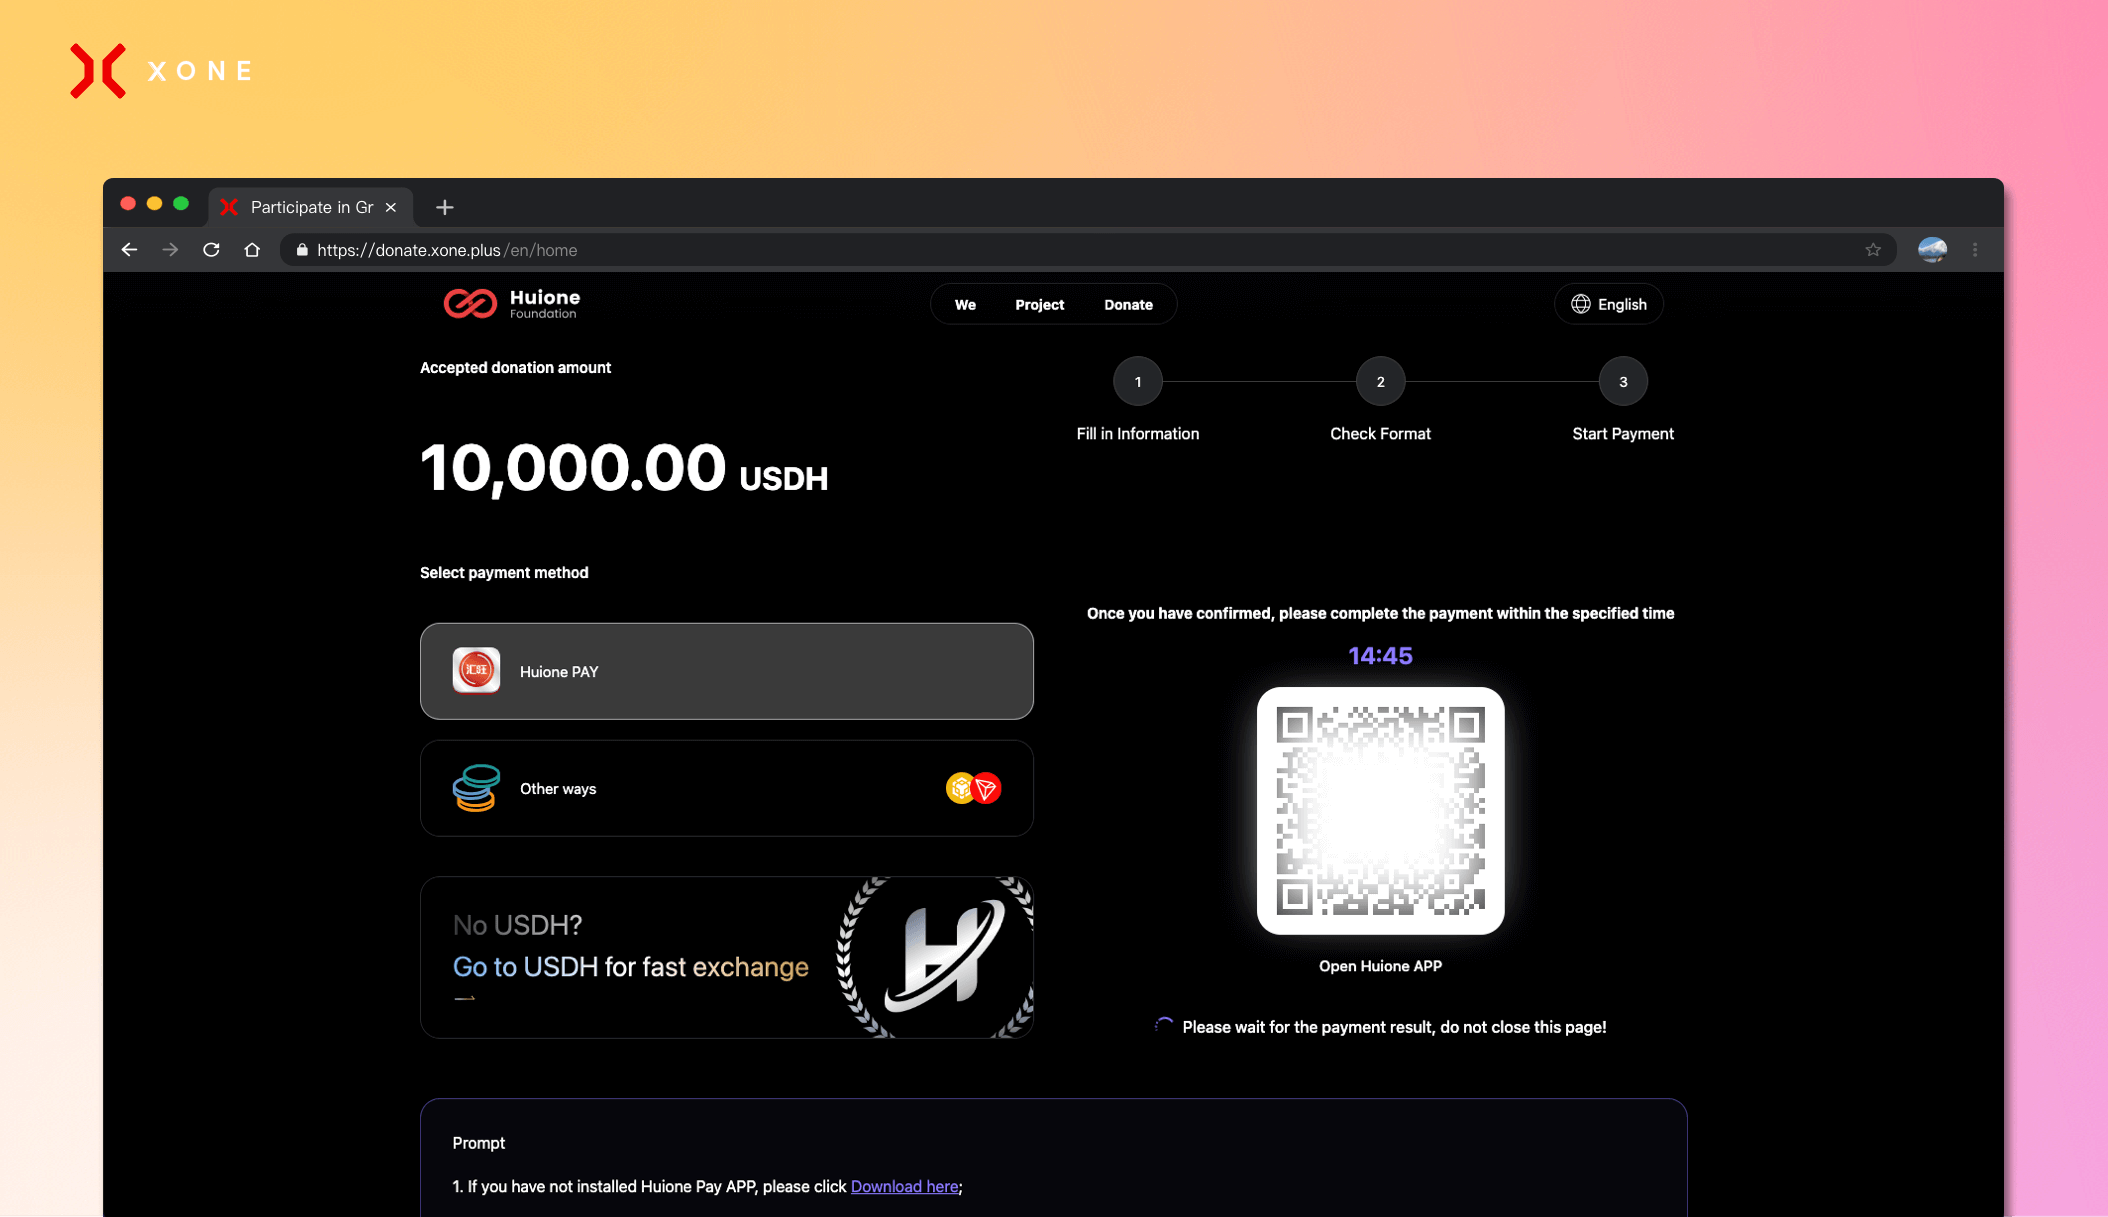 XONE
Participate in Gr
https://donate.xone.plus/en/home
Huione
Foundation
We
Project
Donate
English
Accepted donation amount
10,000.00 USDH
1
2
3
Fill in Information
Check Format
Start Payment
Select payment method
Huione PAY
汇旺
Other ways
No USDH?
Go to USDH for fast exchange
Once you have confirmed, please complete the payment within the specified time
14:45
Open Huione APP
Please wait for the payment result, do not close this page!
Prompt
1. If you have not installed Huione Pay APP, please click Download here;